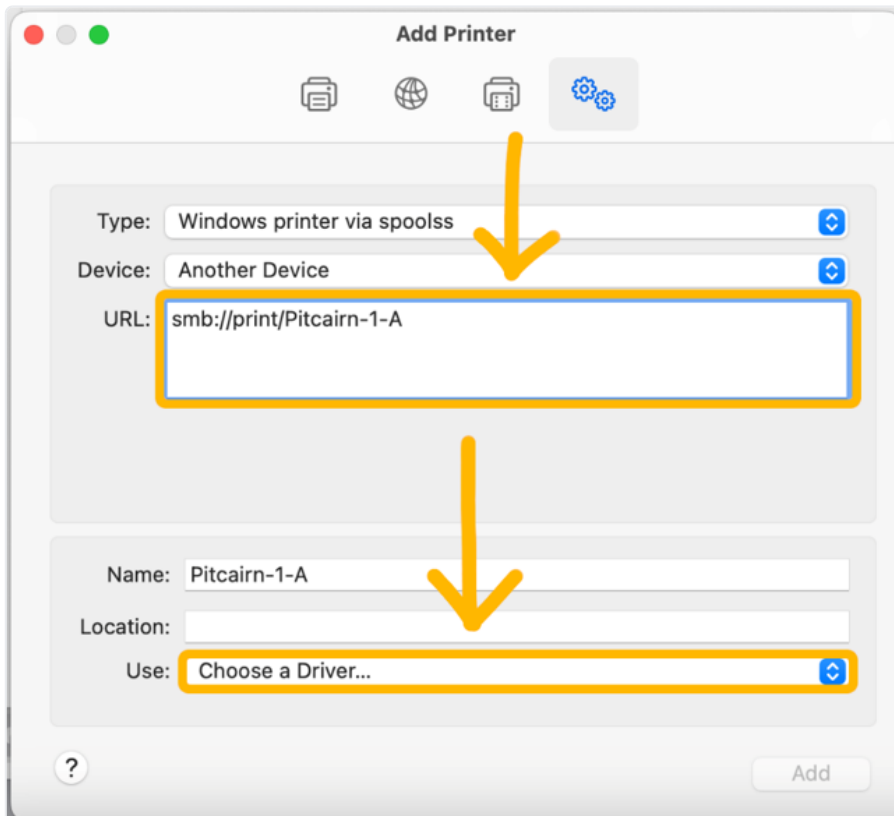 Add Printer
Type: Windows printer via spoolss
Device: Another Device
URL: smb://print/Pitcairn-1-A
Name: Pitcairn-1-A
Location:
Use: Choose a Driver...
? Add